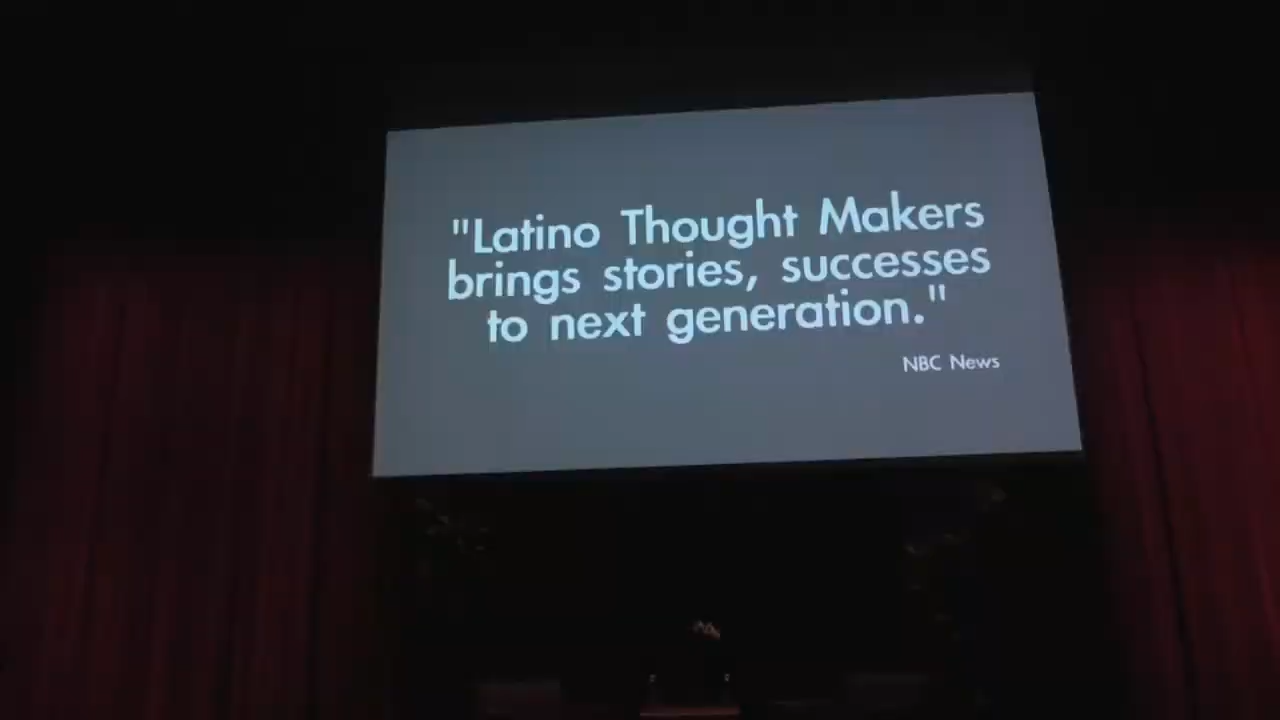 "Latino Thought Makers
brings stories, successes
to next generation."
NBC News